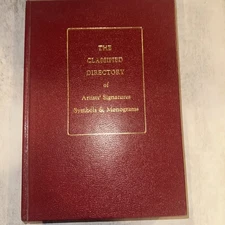 THE
CLASSIFIED
DIRECTORY
of
Artists' Signatures
Symbols & Monograms